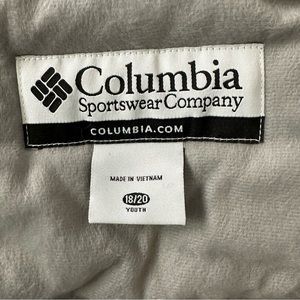 Columbia
Sportswear Company
COLUMBIA.COM
MADE IN VIETNAM
18/20
YOUTH